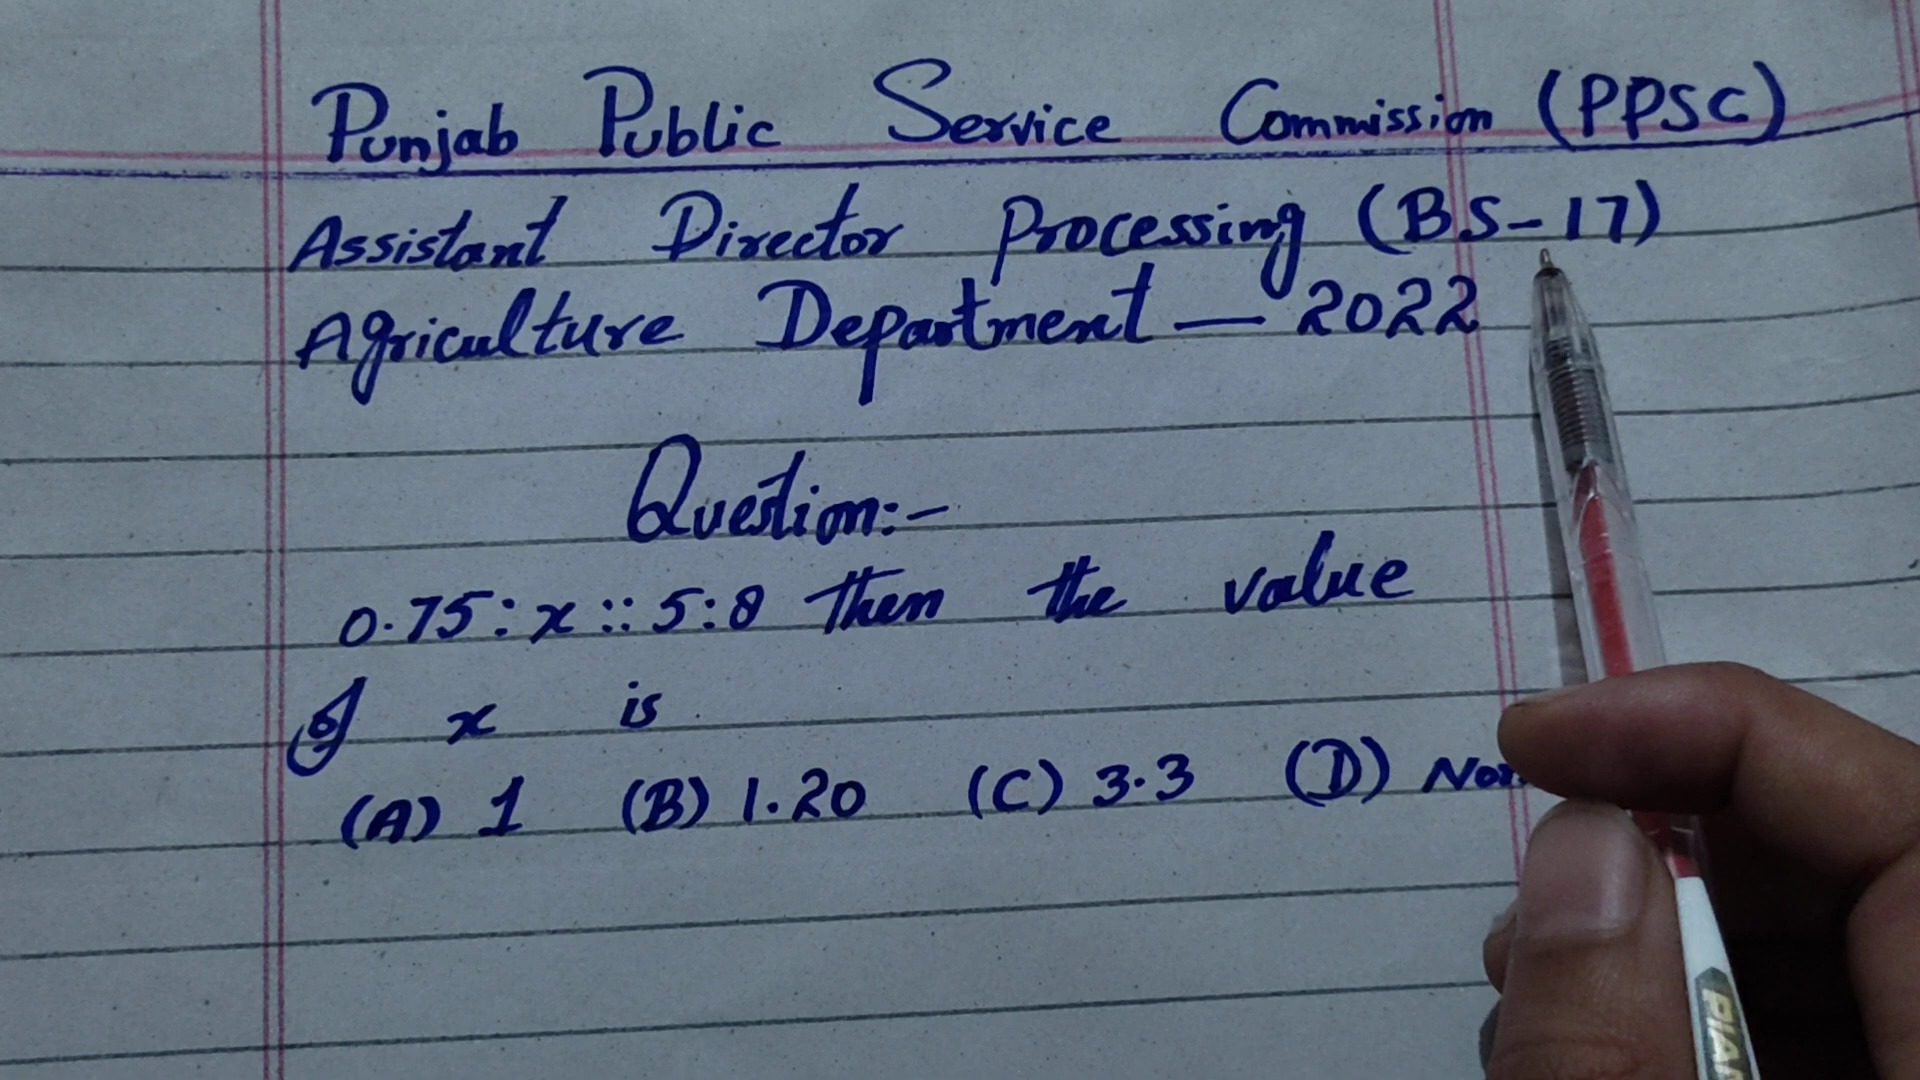 Punjab Public Service Commission (PPSC)
Assistant Director Processing (BS-17)
Agriculture Department — 2022
Question:-
0.75:x::5:8 then the value
of x is
(A) 1 (B) 1.20 (C) 3.3 (D)